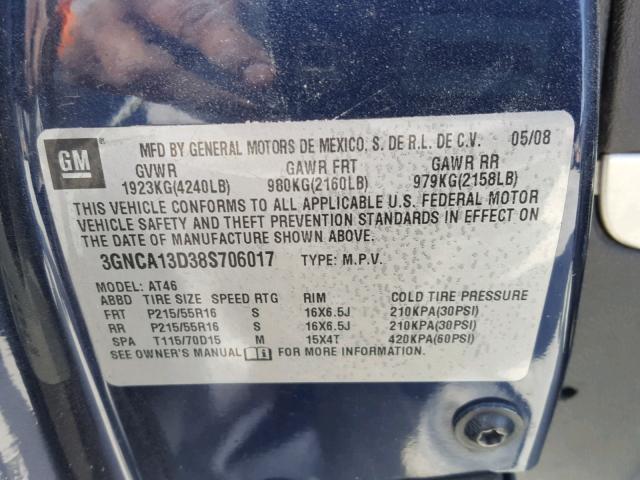 GM
MFD BY GENERAL MOTORS DE MEXICO, S. DE R.L. DE C.V. 05/08
GVWR GAWR FRT GAWR RR
1923KG(4240LB) 980KG(2160LB) 979KG(2158LB)
THIS VEHICLE CONFORMS TO ALL APPLICABLE U.S. FEDERAL MOTOR
VEHICLE SAFETY AND THEFT PREVENTION STANDARDS IN EFFECT ON
THE DATE OF MANUFACTURE SHOWN ABOVE.
3GNCA13D38S706017 TYPE: M.P.V.
MODEL: AT46
ABBD TIRE SIZE SPEED RTG RIM COLD TIRE PRESSURE
FRT P215/55R16 S 16X6.5J 210KPA(30PSI)
RR P215/55R16 S 16X6.5J 210KPA(30PSI)
SPA T115/70D15 M 15X4T 420KPA(60PSI)
SEE OWNER'S MANUAL FOR MORE INFORMATION.